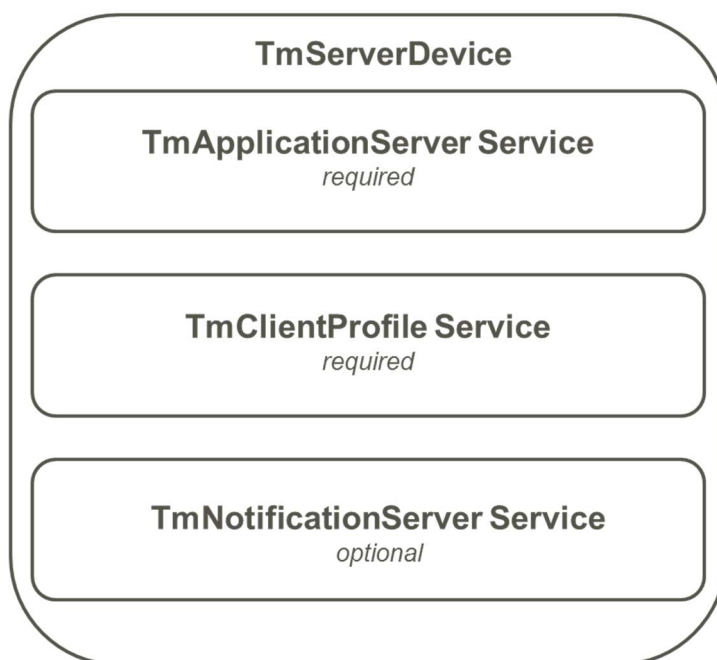 TmServerDevice
TmApplicationServer Service
required
TmClientProfile Service
required
TmNotificationServer Service
optional